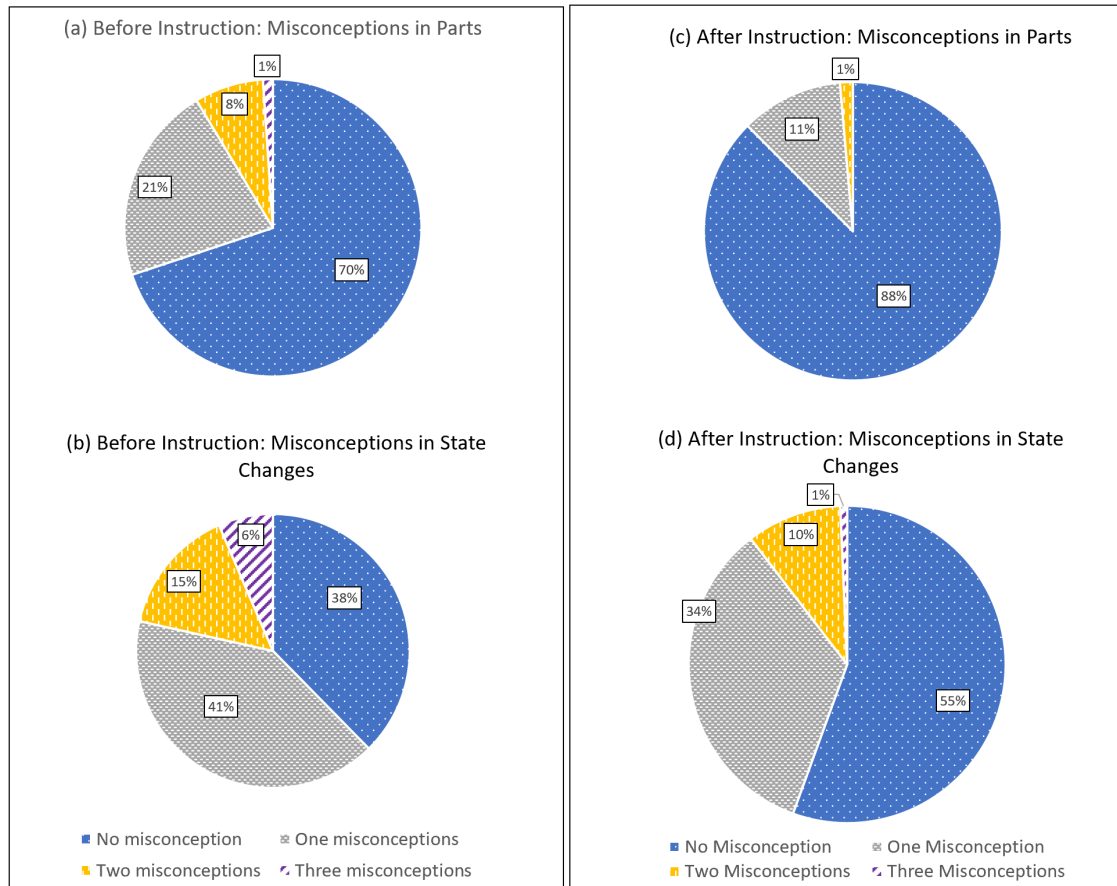 (a) Before Instruction: Misconceptions in Parts
1%
8%
21%
70%
(b) Before Instruction: Misconceptions in State
Changes
6%
15%
38%
41%
No misconception
One misconceptions
Two misconceptions
Three misconceptions
(c) After Instruction: Misconceptions in Parts
1%
11%
88%
(d) After Instruction: Misconceptions in State
Changes
1%
10%
34%
55%
No Misconception
One Misconception
Two Misconceptions
Three Misconceptions